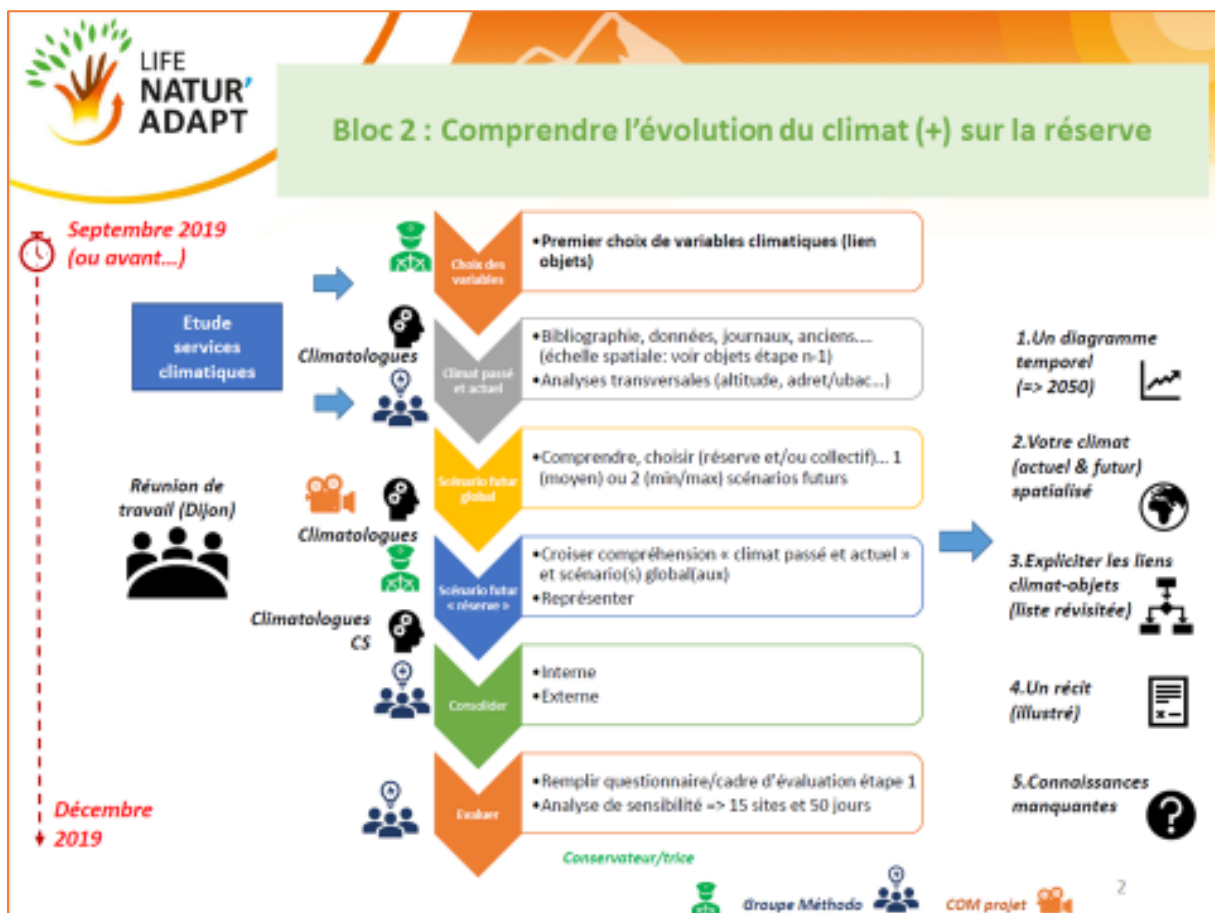 LIFE
NATUR'
ADAPT
Bloc 2 : Comprendre l'évolution du climat (+) sur la réserve
Septembre 2019
(ou avant...)
Etude
services
climatiques
Réunion de
travail (Dijon)
Décembre
2019
Climatologues
Climatologues
Climatologues
CS
Choix des
variables
•Premier choix de variables climatiques (lien
objets)
Climat passé
et actuel
•Bibliographie, données, journaux, anciens....
(échelle spatiale: voir objets étape n-1)
•Analyses transversales (altitude, adret/ubac...)
Scénario futur
global
•Comprendre, choisir (réserve et/ou collectif)... 1
(moyen) ou 2 (min/max) scénarios futurs
Scénario futur
« réserve »
•Croiser compréhension « climat passé et actuel »
et scénario(s) global(aux)
•Représenter
Consolider
•Interne
•Externe
Evaluer
•Remplir questionnaire/cadre d'évaluation étape 1
•Analyse de sensibilité => 15 sites et 50 jours
1.Un diagramme
temporel
(=> 2050)
2.Votre climat
(actuel & futur)
spatialisé
3.Expliciter les liens
climat-objets
(liste révisitée)
4.Un récit
(illustré)
5.Connaissances
manquantes
Conservateur/trice
Groupe Méthodo
COM projet
2